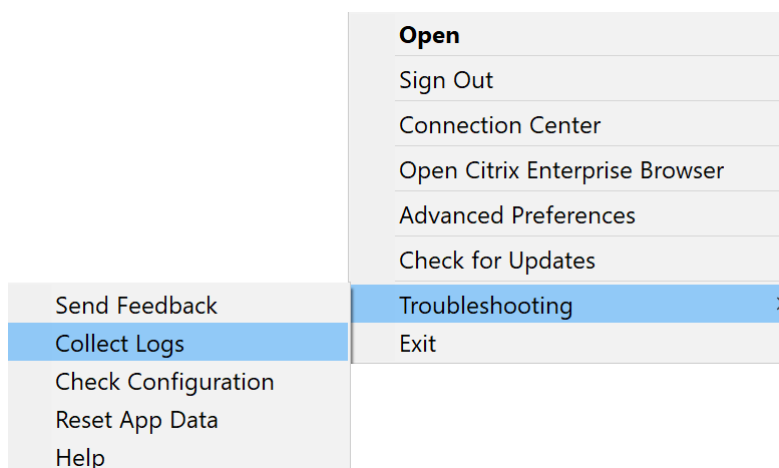 Open
Sign Out
Connection Center
Open Citrix Enterprise Browser
Advanced Preferences
Check for Updates
Troubleshooting
Exit
Send Feedback
Collect Logs
Check Configuration
Reset App Data
Help